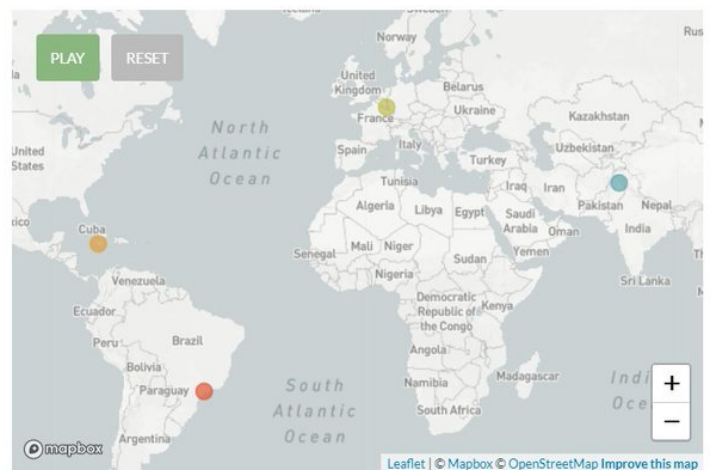 Norway
Rus
PLAY
RESET
United
Kingdom
Belarus
France
Ukraine
Kazakhstan
North
Atlantic
Ocean
United
States
Spain
Italy
Turkey
Uzbekistan
Tunisia
Algeria
Libya
Egypt
Iraq
Iran
Pakistan
Nepal
Saudi
Arabia
Oman
India
Cuba
Senegal
Mali
Niger
Sudan
Yemen
Sri Lanka
Venezuela
Nigeria
Ecuador
Democratic
Republic of
the Congo
Kenya
Peru
Brazil
Bolivia
Angola
Paraguay
South
Atlantic
Ocean
Namibia
Madagascar
Indi
Oce
South Africa
Argentina
+
−
mapbox
Leaflet | © Mapbox © OpenStreetMap Improve this map